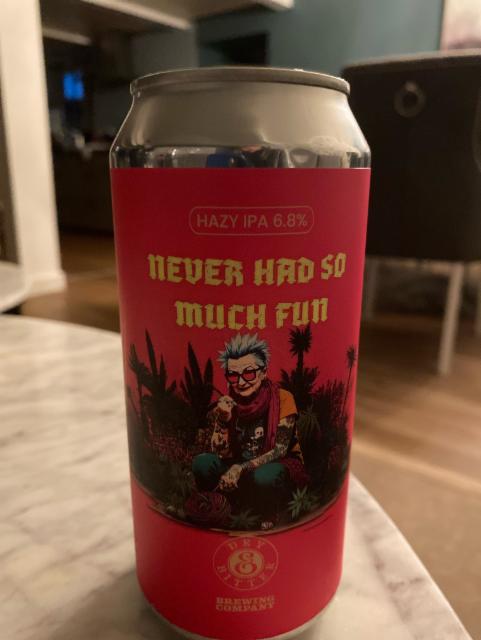 HAZY IPA 6.8%
NEVER HAD SO
MUCH FUN
DRY
&
BITTER
BREWING
COMPANY